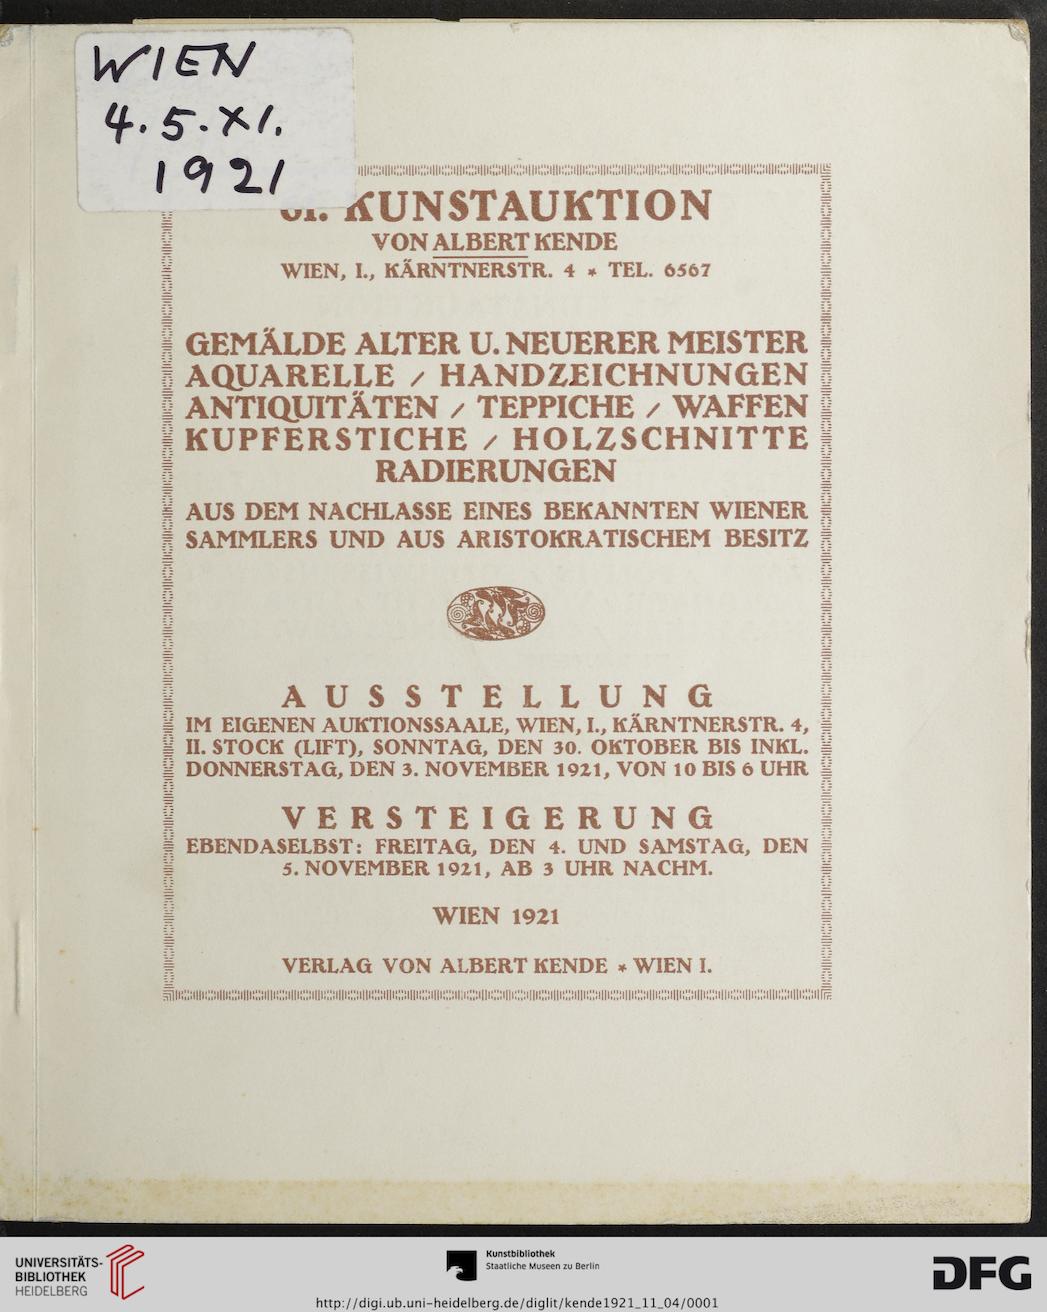 WIEN
4.5.XI.
1921
KUNSTAUKTION
VON ALBERT KENDE
WIEN, I., KÄRNTNERSTR. 4 * TEL. 6567
GEMÄLDE ALTER U. NEUERER MEISTER
AQUARELLE / HANDZEICHNUNGEN
ANTIQUITÄTEN / TEPPICHE / WAFFEN
KUPFERSTICHE / HOLZSCHNITTE
RADIERUNGEN
AUS DEM NACHLASSE EINES BEKANNTEN WIENER
SAMMLERS UND AUS ARISTOKRATISCHEM BESITZ
AUSSTELLUNG
IM EIGENEN AUKTIONSSAALE, WIEN, I., KÄRNTNERSTR. 4,
II. STOCK (LIFT), SONNTAG, DEN 30. OKTOBER BIS INKL.
DONNERSTAG, DEN 3. NOVEMBER 1921, VON 10 BIS 6 UHR
VERSTEIGERUNG
EBENDASELBST: FREITAG, DEN 4. UND SAMSTAG, DEN
5. NOVEMBER 1921, AB 3 UHR NACHM.
WIEN 1921
VERLAG VON ALBERT KENDE * WIEN I.
UNIVERSITÄTS-
BIBLIOTHEK
HEIDELBERG
Kunstbibliothek
Staatliche Museen zu Berlin
DFG
http://digi.ub.uni-heidelberg.de/diglit/kende1921_11_04/0001